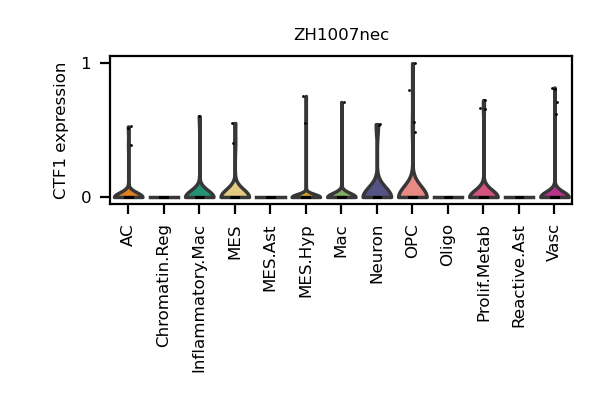 ZH1007nec
CTF1 expression
1
0
AC
Chromatin.Reg
Inflammatory.Mac
MES
MES.Ast
MES.Hyp
Mac
Neuron
OPC
Oligo
Prolif.Metab
Reactive.Ast
Vasc